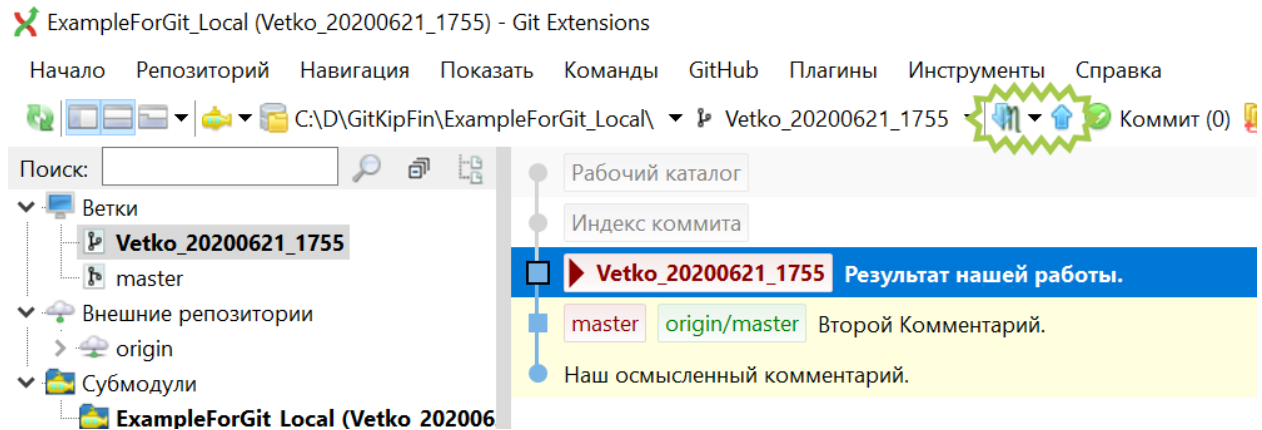 ExampleForGit_Local (Vetko_20200621_1755) - Git Extensions
Начало Репозиторий Навигация Показать Команды GitHub Плагины Инструменты Справка
C:\D\GitKipFin\ExampleForGit_Local\ Vetko_20200621_1755 Коммит (0)
Поиск:
Ветки
Vetko_20200621_1755
master
Внешние репозитории
origin
Субмодули
ExampleForGit_Local (Vetko_202006
Рабочий каталог
Индекс коммита
Vetko_20200621_1755 Результат нашей работы.
master origin/master Второй Комментарий.
Наш осмысленный комментарий.